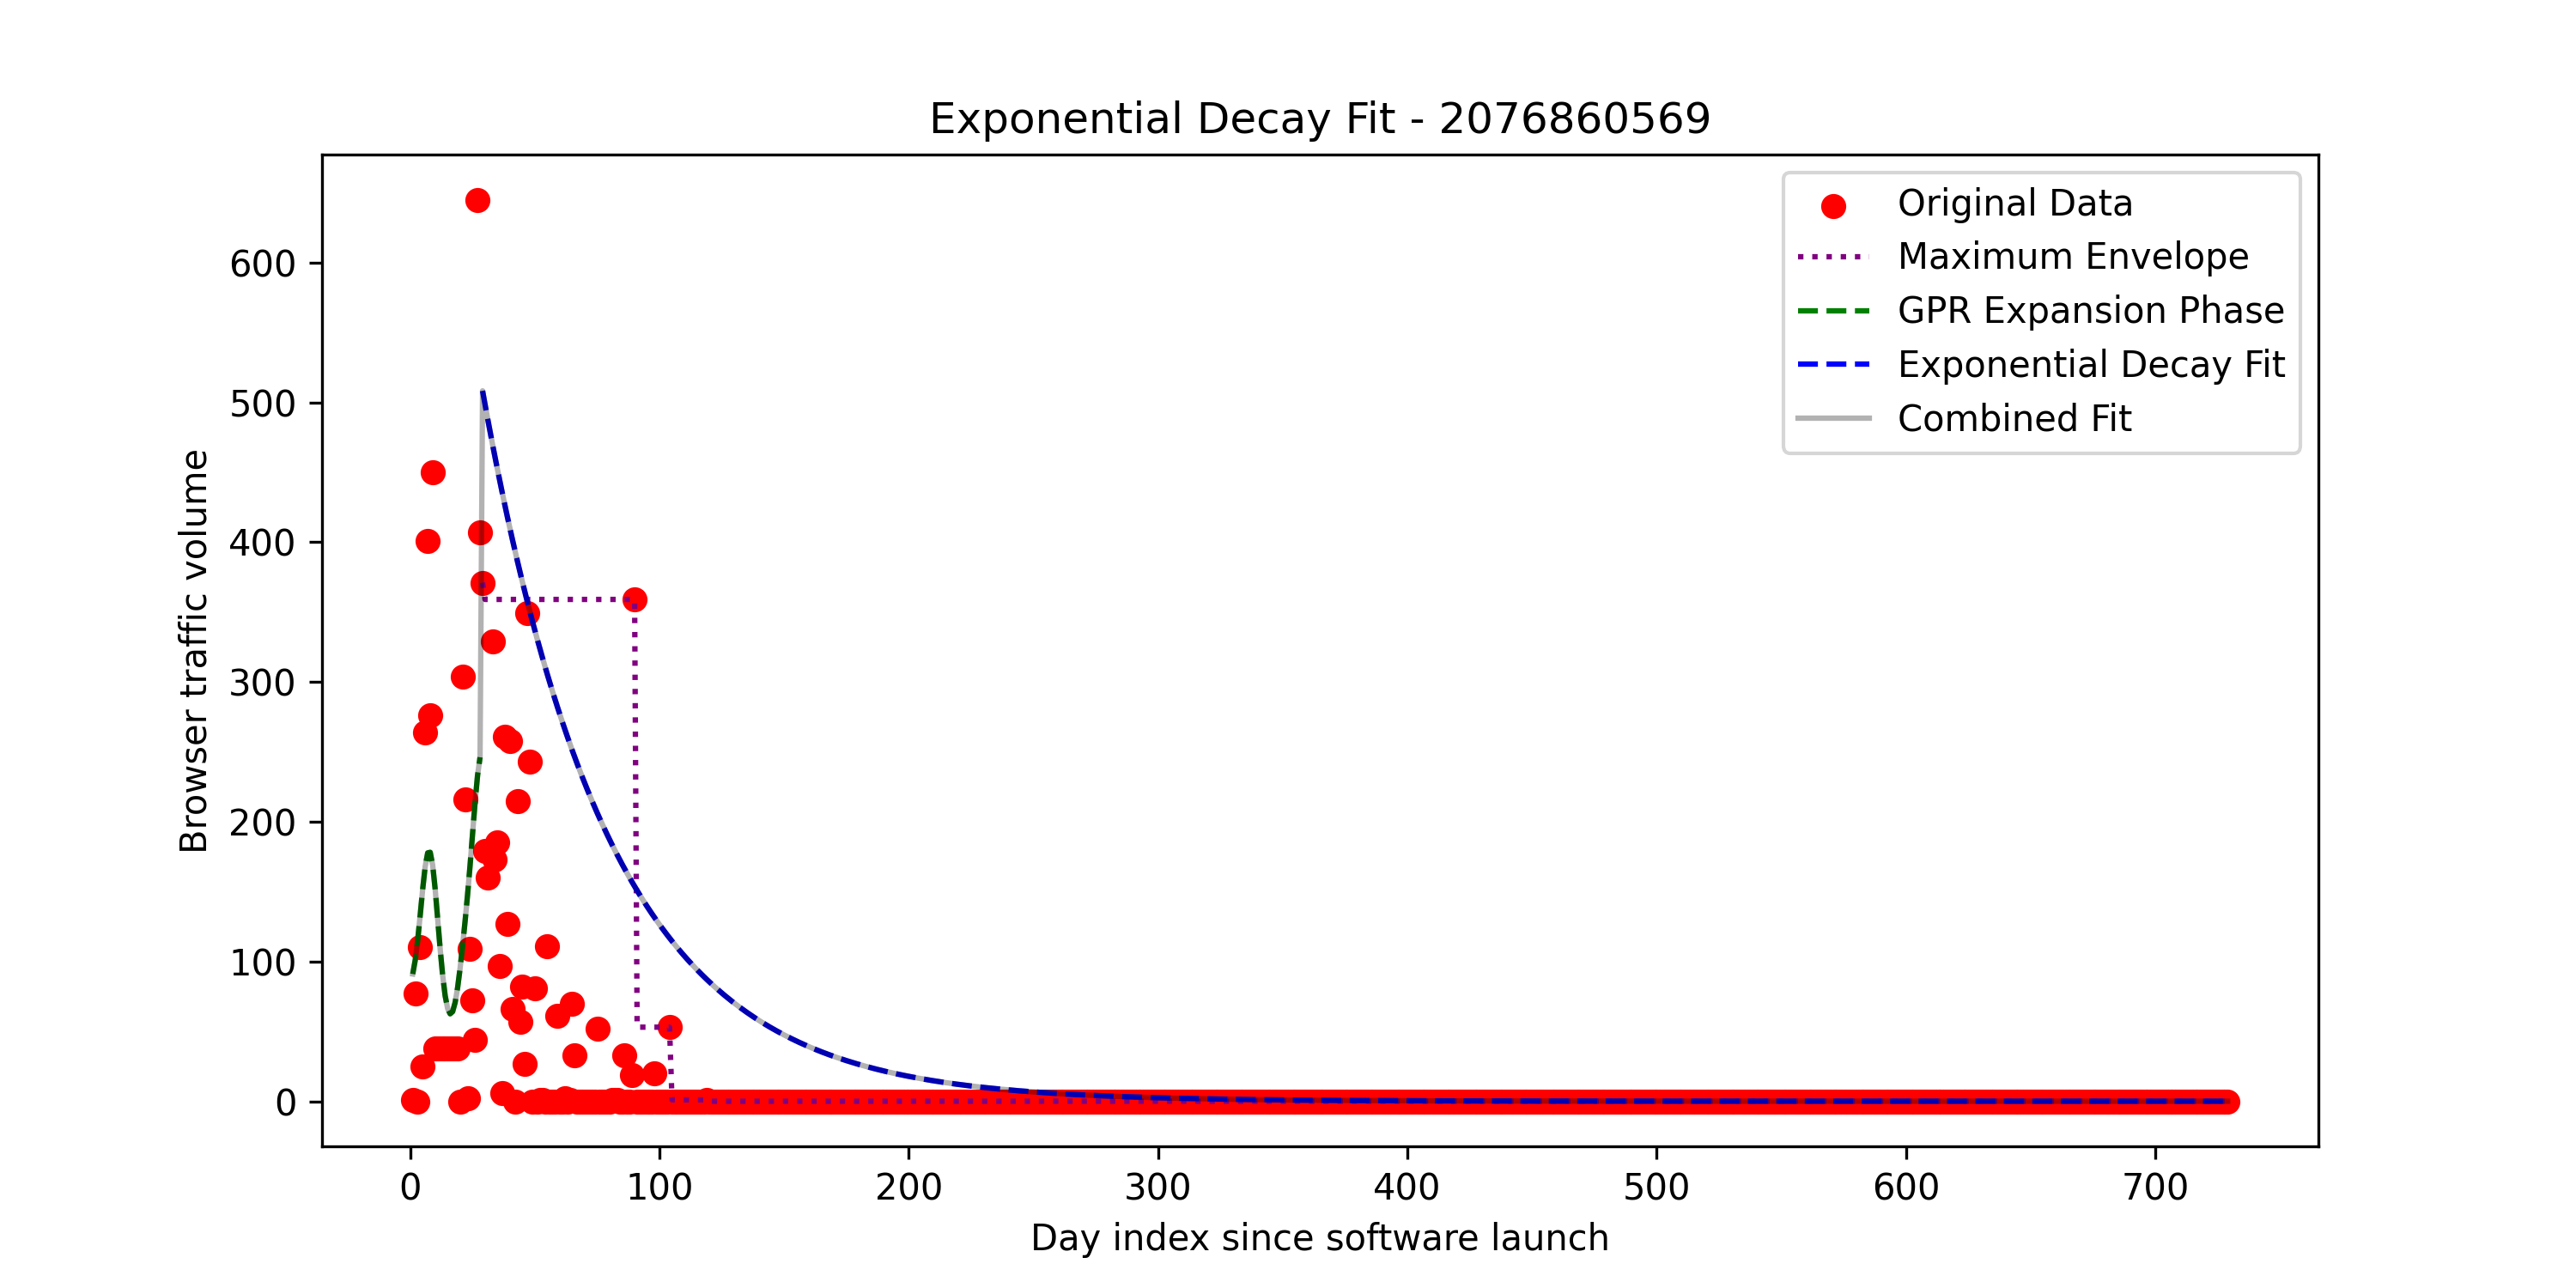 Exponential Decay Fit - 2076860569
Original Data
Maximum Envelope
GPR Expansion Phase
Exponential Decay Fit
Combined Fit
Browser traffic volume
600
500
400
300
200
100
0
0 100 200 300 400 500 600 700
Day index since software launch